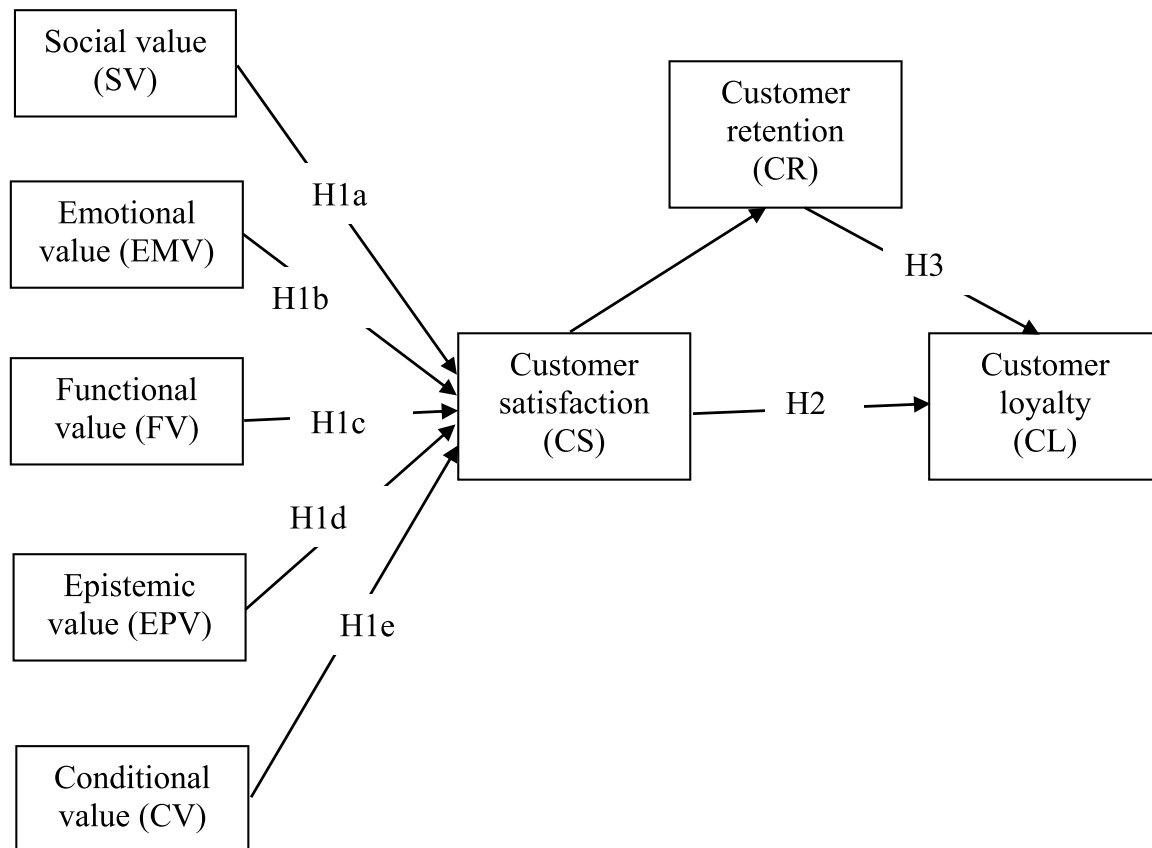 Social value
(SV)
Customer
retention
(CR)
H1a
Emotional
value (EMV)
H3
H1b
Functional
value (FV)
H1c
Customer
satisfaction
(CS)
H2
Customer
loyalty
(CL)
H1d
Epistemic
value (EPV)
H1e
Conditional
value (CV)